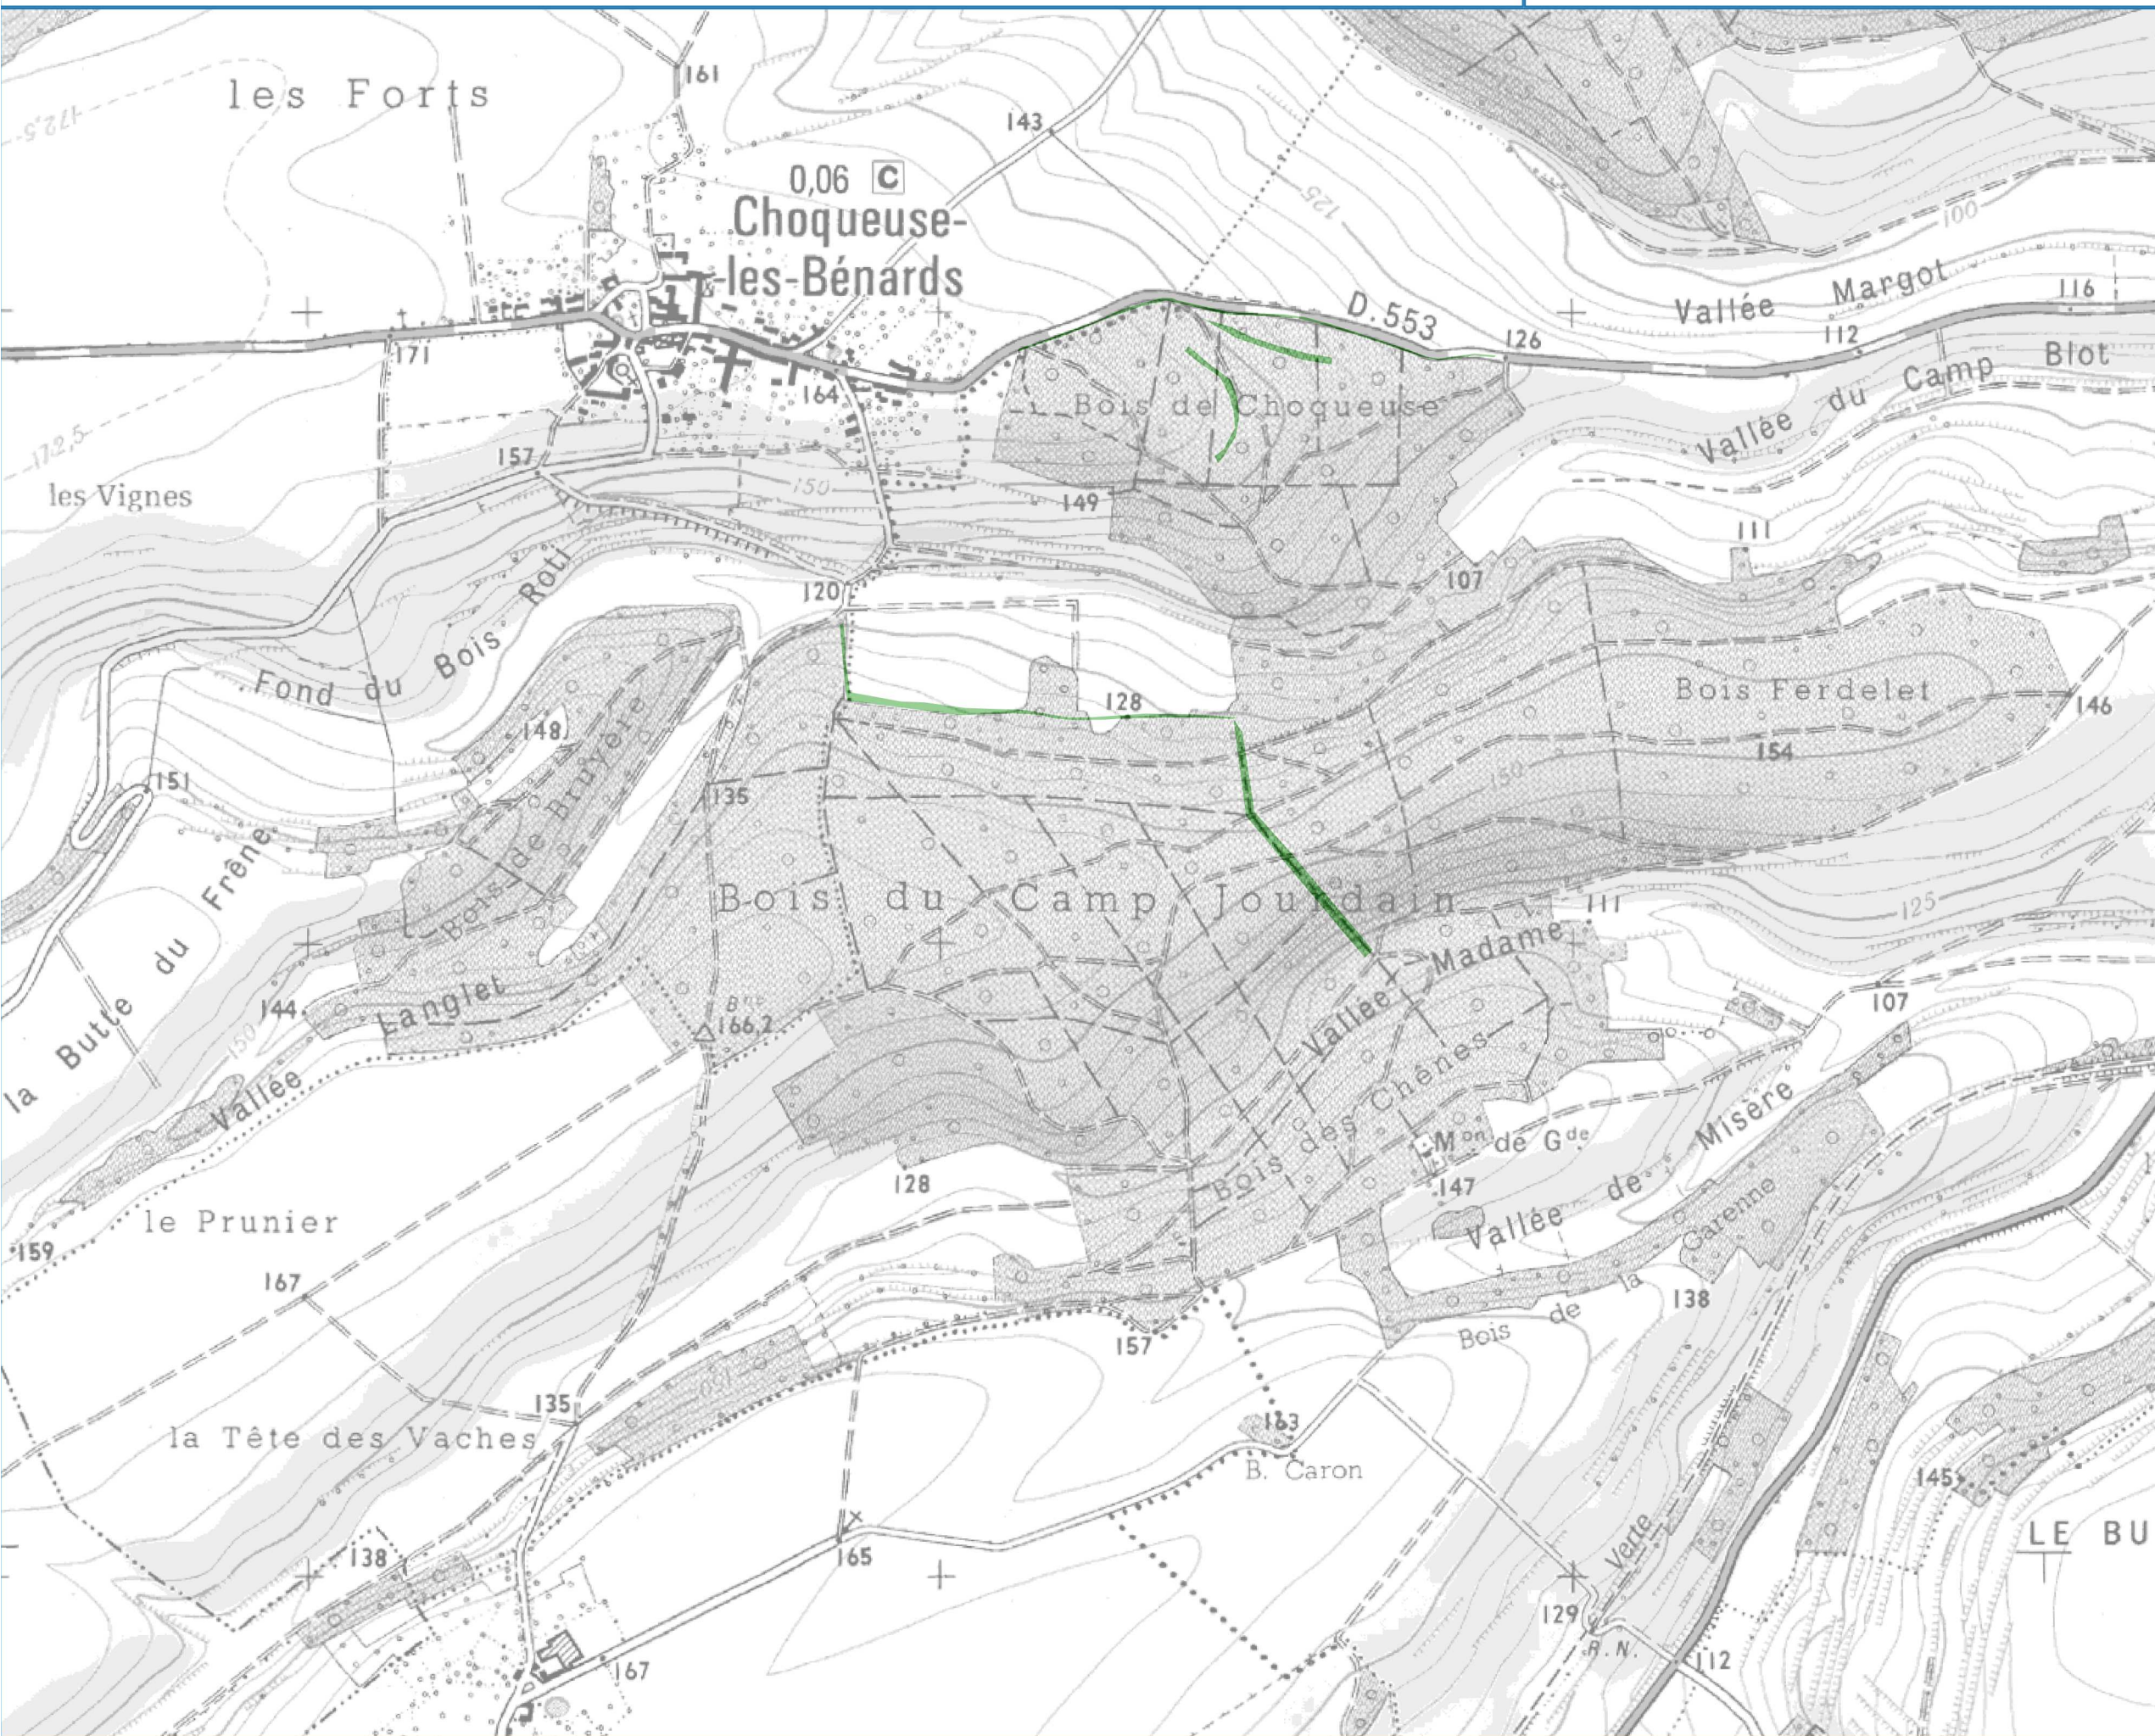 les Forts
161
172,5
143
0,06 C
Choqueuse-
-les-Bénards
125
100
Vallée Margot
116
D.553
126
112
171
164
Bois de Choqueuse
Vallée du Camp Blot
172,5
157
les Vignes
150
149
111
107
120
Fond du Bois Roti
128
Bois Ferdelet
146
154
148
150
151
135
Bois de Bruyère
la Butte du Frêne
Bois du Camp Jourdain
111
125
Vallée Madame
144
Vallée Langlet
Bne
166,2
107
150
Bois des Chênes
Mon de Gde
147
128
Vallée de Misère
le Prunier
159
167
Bois de la Garenne
138
157
135
la Tête des Vaches
150
163
B. Caron
145
LE BU
138
165
Verte
129
R.N.
112
167